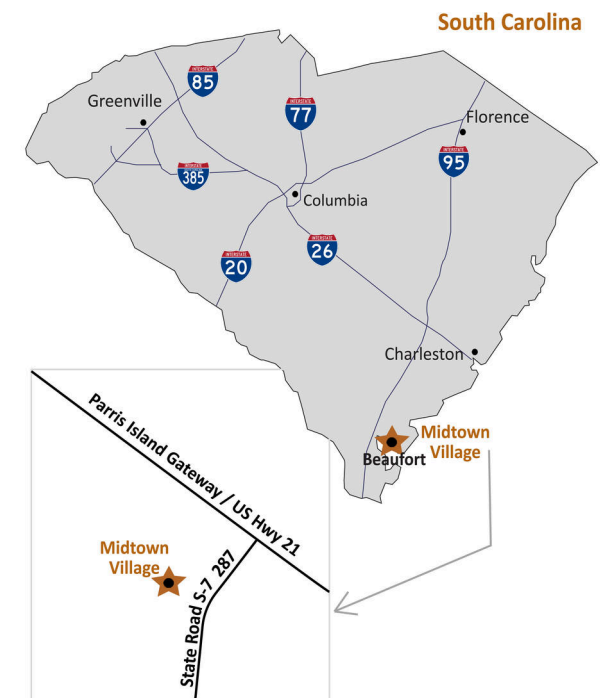 South Carolina
INTERSTATE
85
Greenville
INTERSTATE
77
Florence
INTERSTATE
95
INTERSTATE
385
Columbia
INTERSTATE
26
INTERSTATE
20
Charleston
Midtown
Village
Beaufort
Parris Island Gateway / US Hwy 21
Midtown
Village
State Road S-7 287